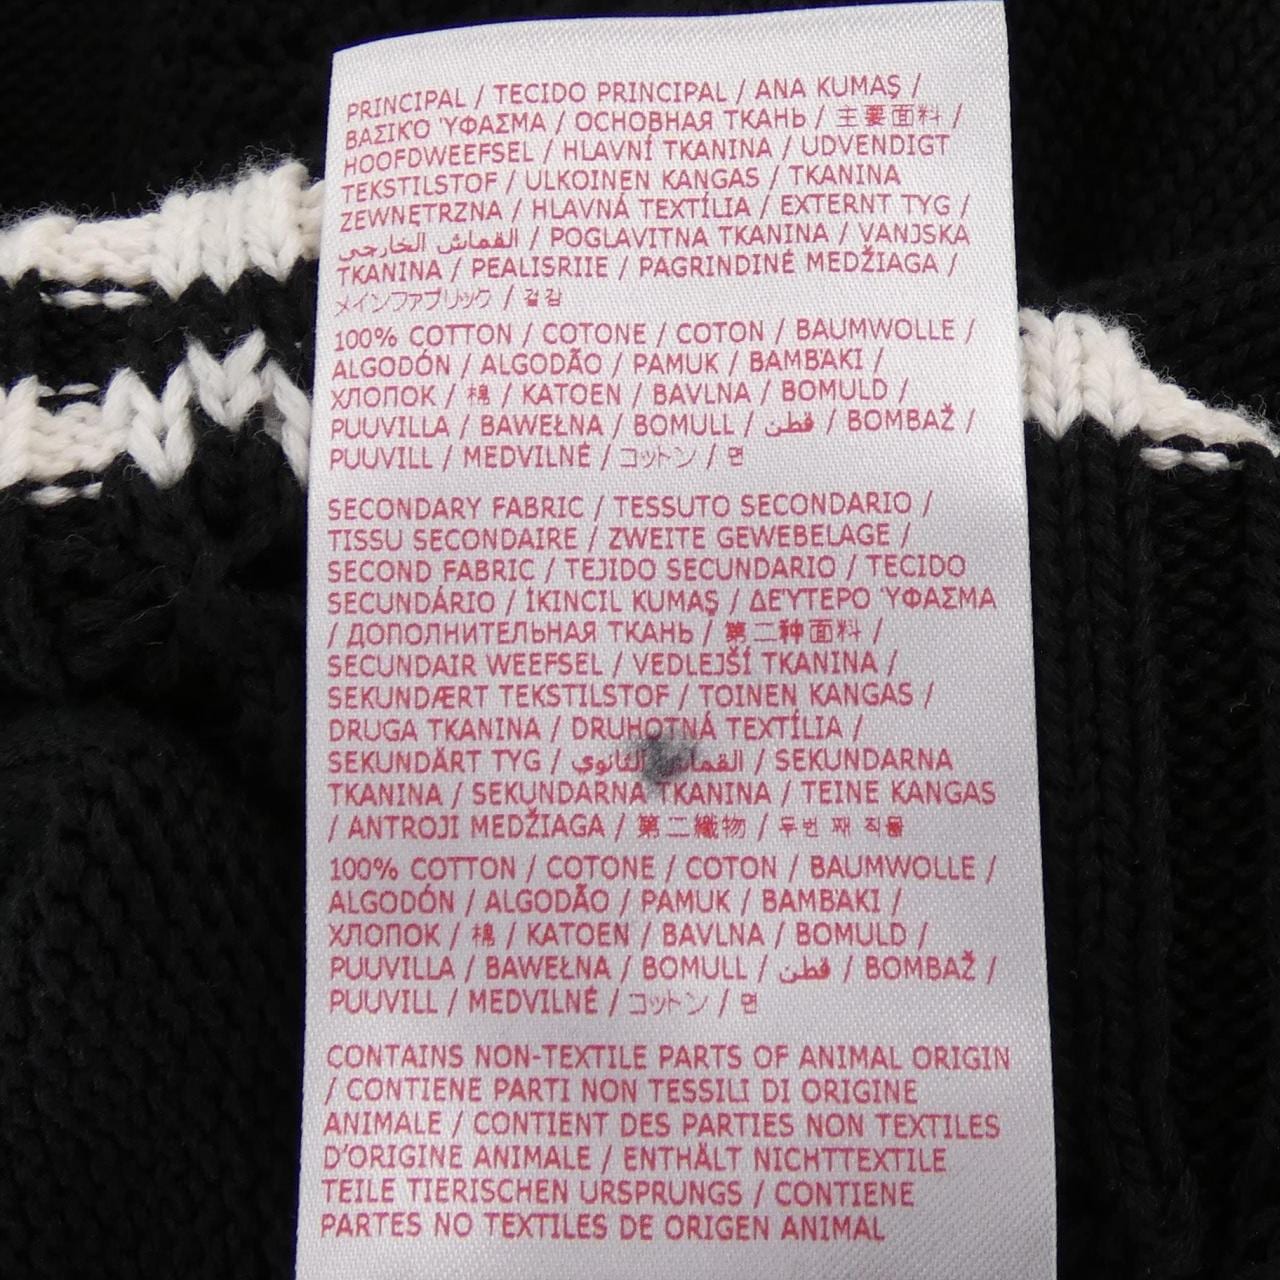 PRINCIPAL / TECIDO PRINCIPAL / ANA KUMAŞ /
ΒΑΣΙΚΌ ΎΦΑΣΜΑ / ОСНОВНАЯ ТКАНЬ / 主要面料 /
HOOFDWEEFSEL / HLAVNÍ TKANINA / UDVENDIGT
TEKSTILSTOF / ULKOINEN KANGAS / TKANINA
ZEWNĘTRZNA / HLAVNÁ TEXTÍLIA / EXTERNT TYG /
القماش الخارجي / POGLAVITNA TKANINA / VANJSKA
TKANINA / PEALISRIIE / PAGRINDINĖ MEDŽIAGA /
メインファブリック / 겉감
100% COTTON / COTONE / COTON / BAUMWOLLE /
ALGODÓN / ALGODÃO / PAMUK / ΒΑΜΒΆΚΙ /
ХЛОПОК / 棉 / KATOEN / BAVLNA / BOMULD /
PUUVILLA / BAWEŁNA / BOMULL / قطن / BOMBAŽ /
PUUVILL / MEDVILNĖ / コットン / 면
SECONDARY FABRIC / TESSUTO SECONDARIO /
TISSU SECONDAIRE / ZWEITE GEWEBELAGE /
SECOND FABRIC / TEJIDO SECUNDARIO / TECIDO
SECUNDÁRIO / İKINCIL KUMAŞ / ΔΕΎΤΕΡΟ ΎΦΑΣΜΑ
/ ДОПОЛНИТЕЛЬНАЯ ТКАНЬ / 第二种面料 /
SECUNDAIR WEEFSEL / VEDLEJŠÍ TKANINA /
SEKUNDÆRT TEKSTILSTOF / TOINEN KANGAS /
DRUGA TKANINA / DRUHOTNÁ TEXTÍLIA /
SEKUNDÄRT TYG / القماش الثانوي / SEKUNDARNA
TKANINA / SEKUNDARNA TKANINA / TEINE KANGAS
/ ANTROJI MEDŽIAGA / 第二織物 / 두번 째 직물
100% COTTON / COTONE / COTON / BAUMWOLLE /
ALGODÓN / ALGODÃO / PAMUK / ΒΑΜΒΆΚΙ /
ХЛОПОК / 棉 / KATOEN / BAVLNA / BOMULD /
PUUVILLA / BAWEŁNA / BOMULL / قطن / BOMBAŽ /
PUUVILL / MEDVILNĖ / コットン / 면
CONTAINS NON-TEXTILE PARTS OF ANIMAL ORIGIN
/ CONTIENE PARTI NON TESSILI DI ORIGINE
ANIMALE / CONTIENT DES PARTIES NON TEXTILES
D'ORIGINE ANIMALE / ENTHÄLT NICHTTEXTILE
TEILE TIERISCHEN URSPRUNGS / CONTIENE
PARTES NO TEXTILES DE ORIGEN ANIMAL